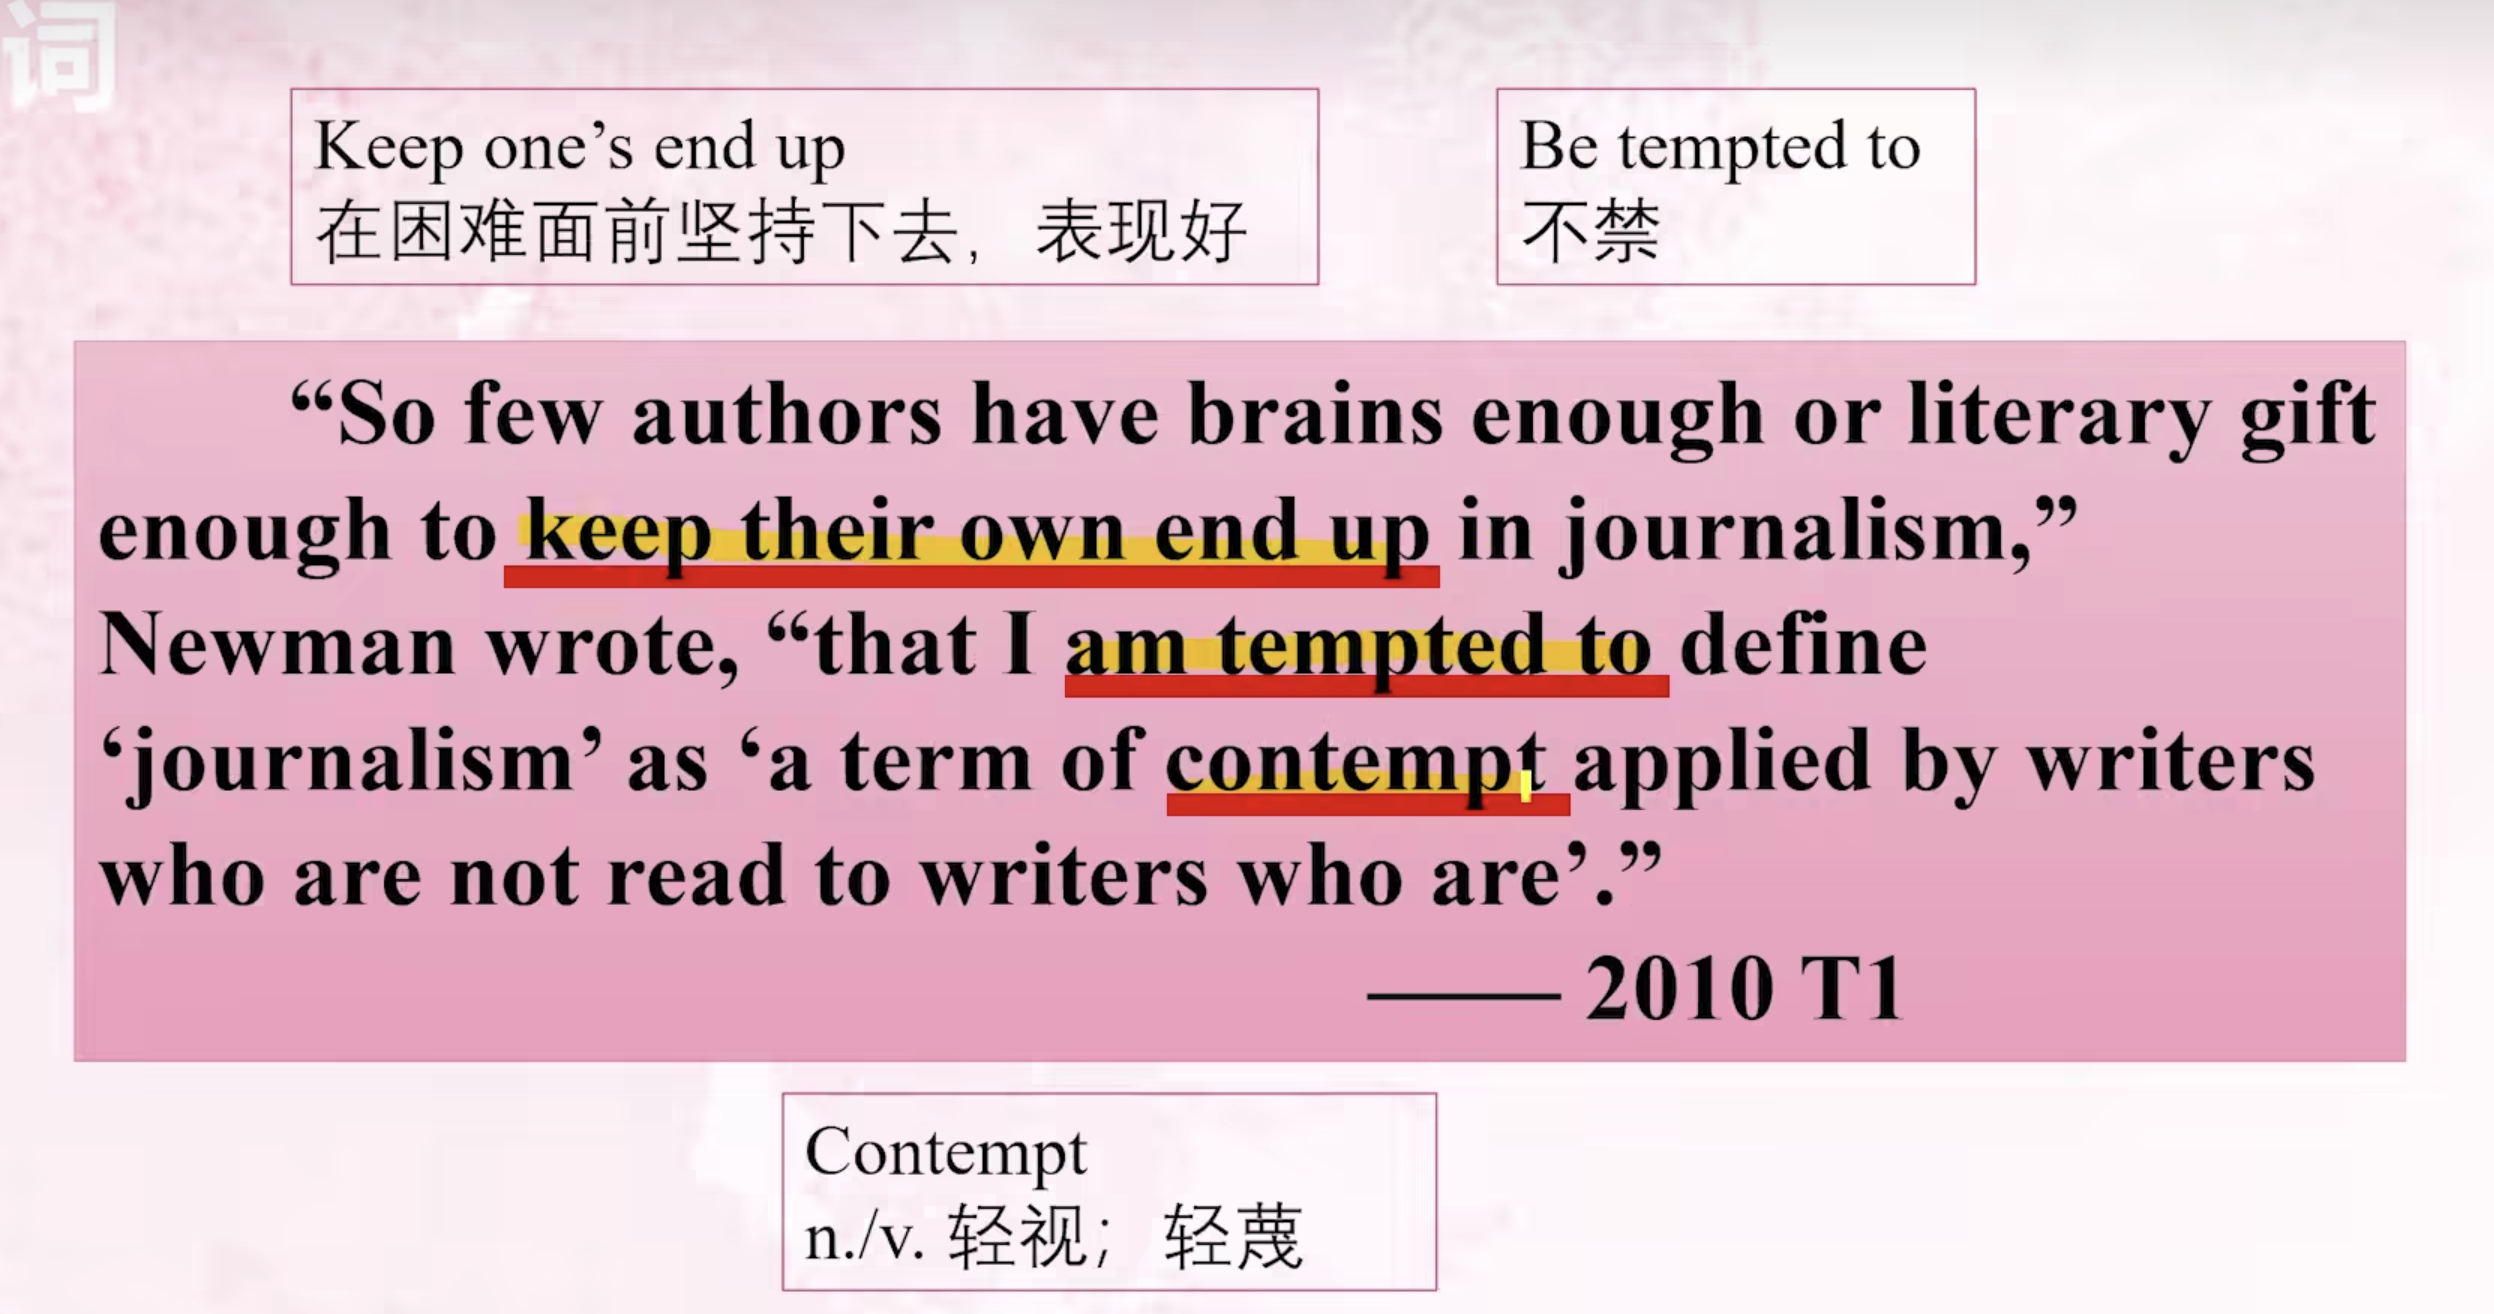 词
Keep one’s end up
在困难面前坚持下去，表现好
Be tempted to
不禁
“So few authors have brains enough or literary gift
enough to keep their own end up in journalism,”
Newman wrote, “that I am tempted to define
‘journalism’ as ‘a term of contempt applied by writers
who are not read to writers who are’.”
—— 2010 T1
Contempt
n./v. 轻视；轻蔑